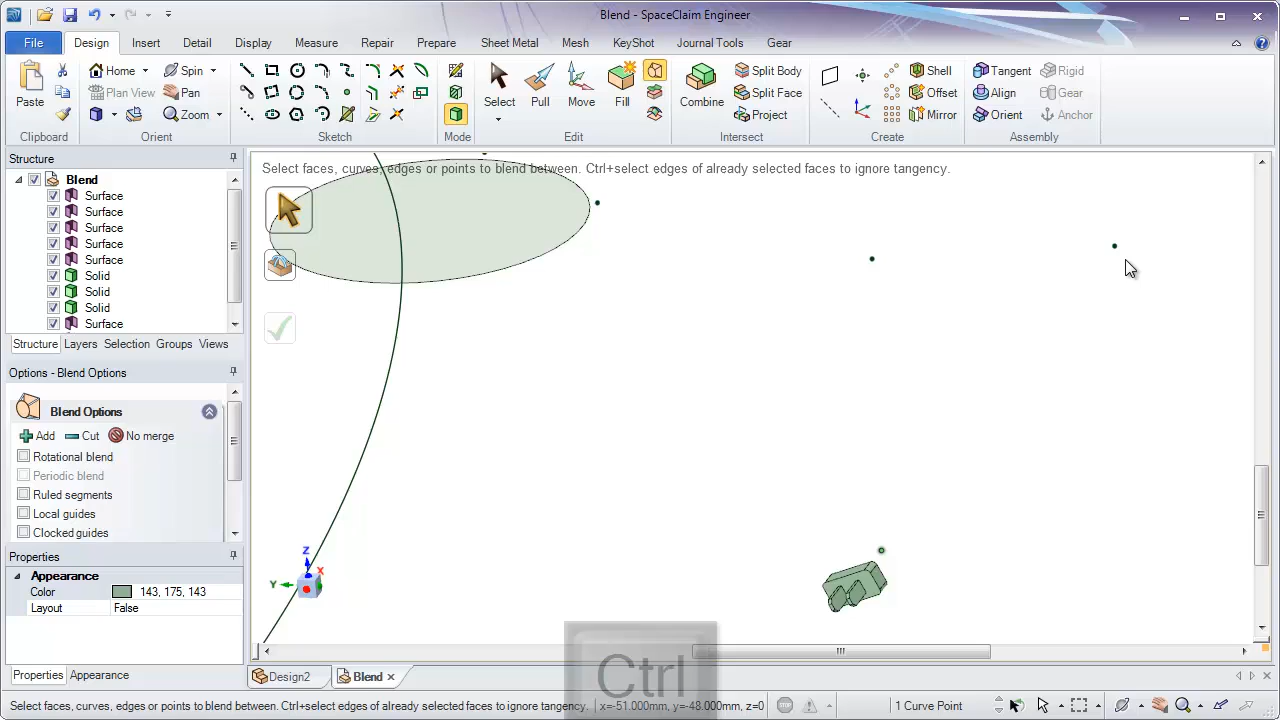 Blend - SpaceClaim Engineer
File Design Insert Detail Display Measure Repair Prepare Sheet Metal Mesh KeyShot Journal Tools Gear
Paste
Clipboard
Home
Plan View
Spin
Pan
Zoom
Orient
Sketch
Mode
Select
Pull
Move
Fill
Edit
Combine
Split Body
Split Face
Project
Intersect
Shell
Offset
Mirror
Create
Tangent
Align
Orient
Rigid
Gear
Anchor
Assembly
Structure
Blend
Surface
Surface
Surface
Surface
Surface
Solid
Solid
Solid
Surface
Structure Layers Selection Groups Views
Options - Blend Options
Blend Options
Add Cut No merge
Rotational blend
Periodic blend
Ruled segments
Local guides
Clocked guides
Properties
Appearance
Color 143, 175, 143
Layout False
Properties Appearance
Select faces, curves, edges or points to blend between. Ctrl+select edges of already selected faces to ignore tangency.
Z
X
Y
Ctrl
Design2 Blend
Select faces, curves, edges or points to blend between. Ctrl+select edges of already selected faces to ignore tangency. x=-51.000mm, y=-48.000mm, z=0 1 Curve Point